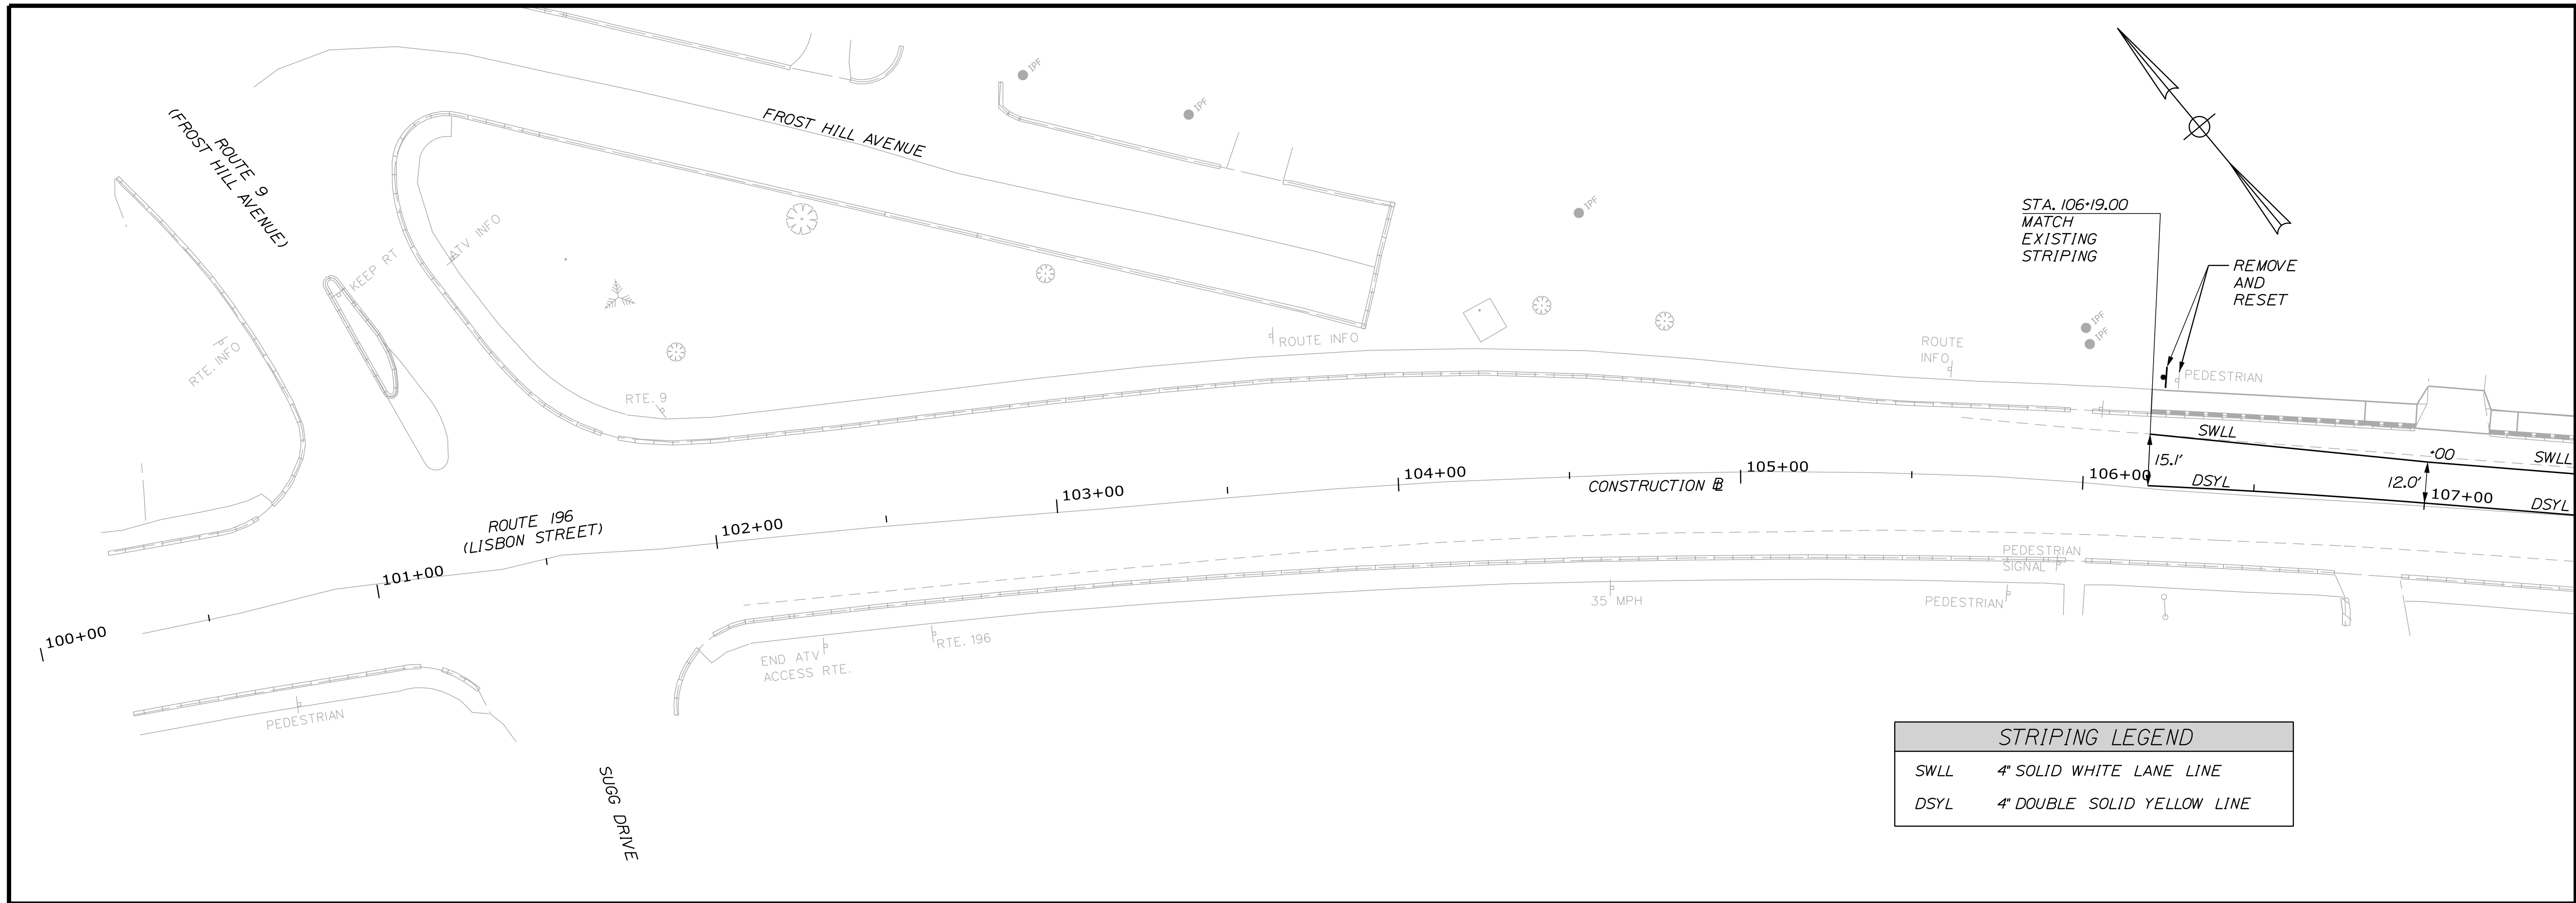 ROUTE 9
(FROST HILL AVENUE)
FROST HILL AVENUE
IPF
IPF
IPF
KEEP RT
ATV INFO
RTE. INFO
RTE. 9
ROUTE INFO
ROUTE
INFO
IPF
IPF
STA. 106+19.00
MATCH
EXISTING
STRIPING
REMOVE
AND
RESET
PEDESTRIAN
SWLL
+00
SWLL
15.1'
12.0'
DSYL
DSYL
100+00
101+00
102+00
103+00
104+00
105+00
106+00
107+00
CONSTRUCTION BL
ROUTE 196
(LISBON STREET)
PEDESTRIAN
SIGNAL
35 MPH
PEDESTRIAN
RTE. 196
END ATV
ACCESS RTE.
PEDESTRIAN
SUGG DRIVE
STRIPING LEGEND
SWLL 4" SOLID WHITE LANE LINE
DSYL 4" DOUBLE SOLID YELLOW LINE